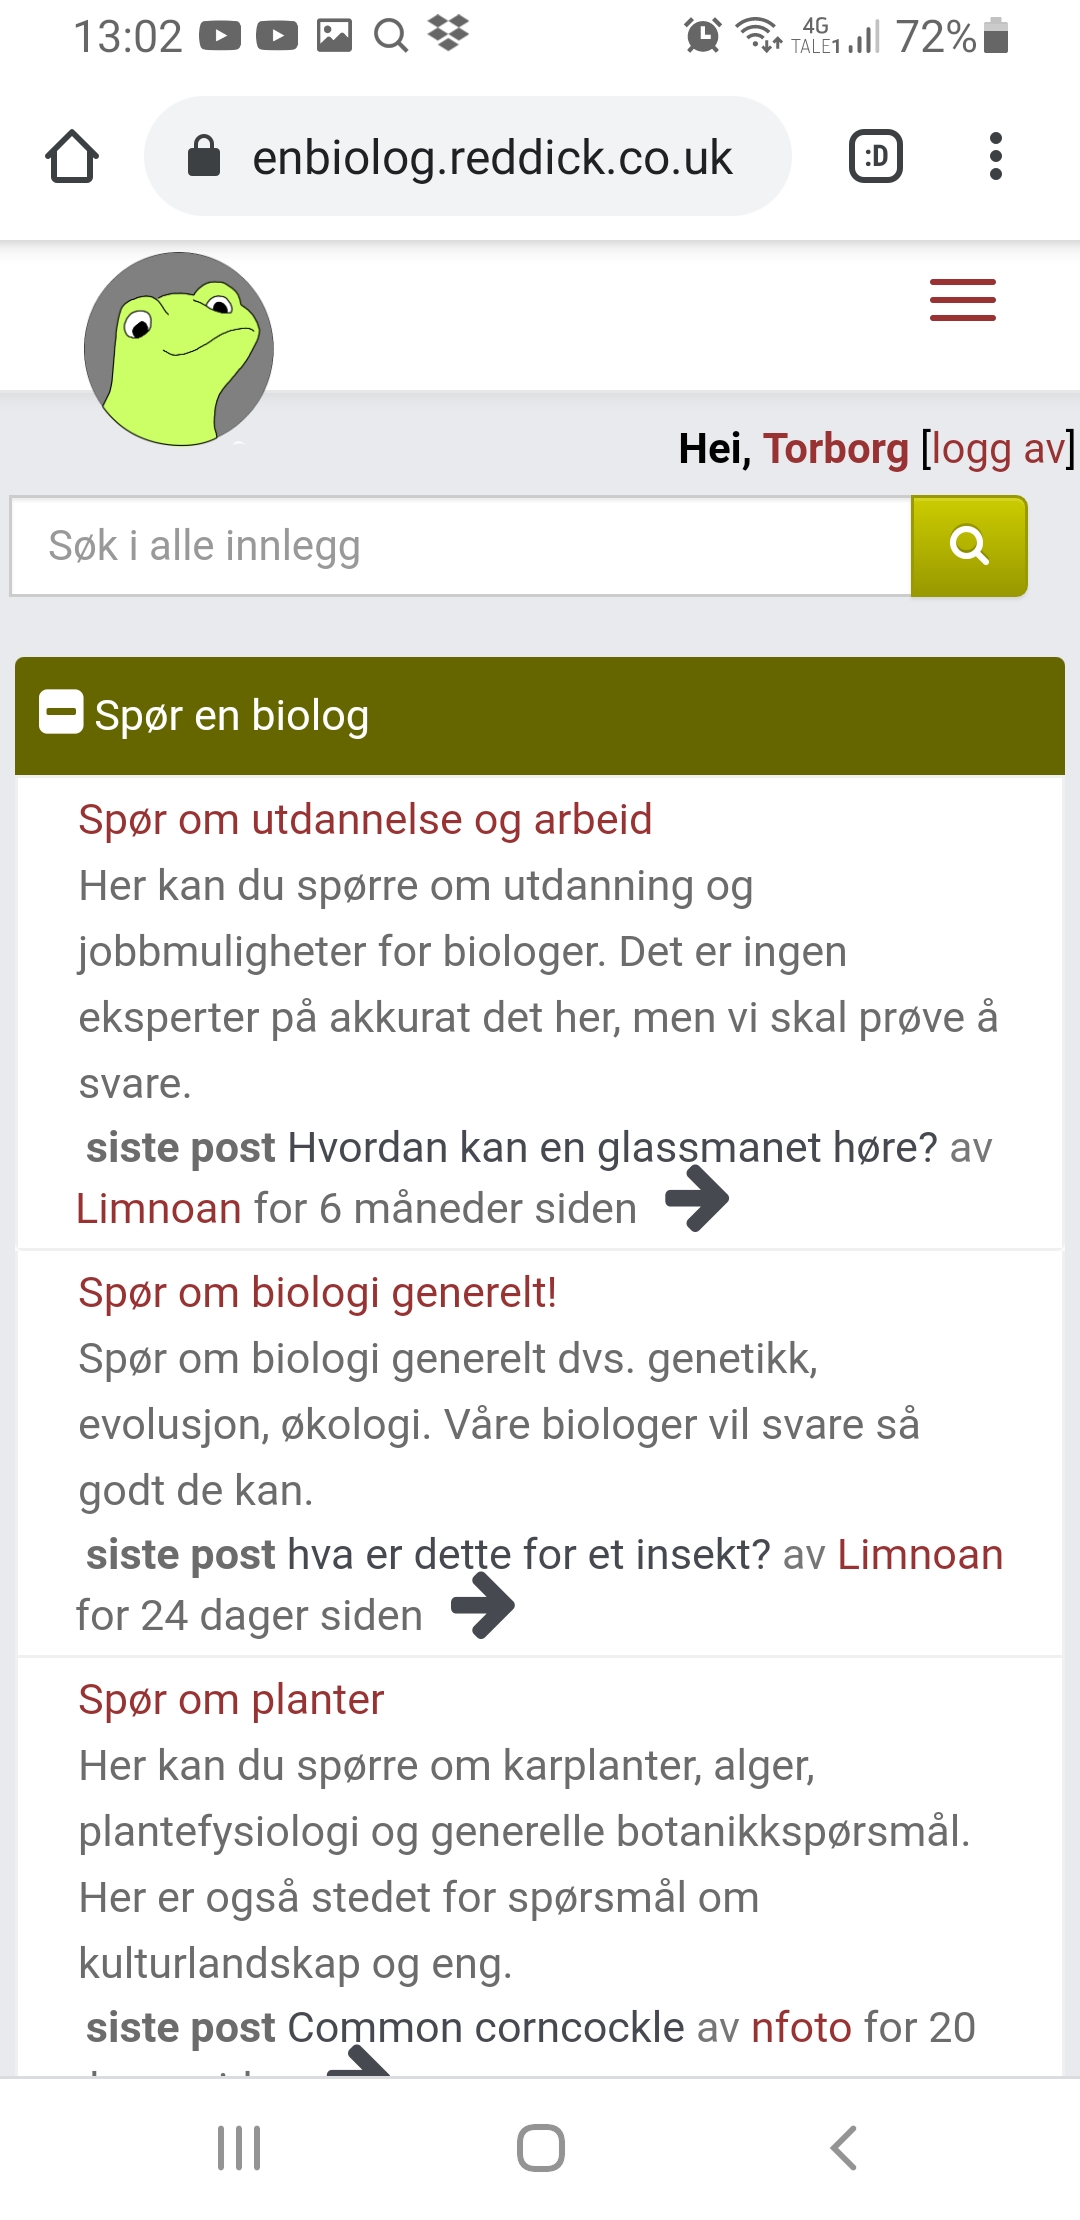 13:02 4G TALE1 72%
enbiolog.reddick.co.uk :D
Hei, Torborg [logg av]
Søk i alle innlegg
Spør en biolog
Spør om utdannelse og arbeid
Her kan du spørre om utdanning og
jobbmuligheter for biologer. Det er ingen
eksperter på akkurat det her, men vi skal prøve å
svare.
siste post Hvordan kan en glassmanet høre? av
Limnoan for 6 måneder siden
Spør om biologi generelt!
Spør om biologi generelt dvs. genetikk,
evolusjon, økologi. Våre biologer vil svare så
godt de kan.
siste post hva er dette for et insekt? av Limnoan
for 24 dager siden
Spør om planter
Her kan du spørre om karplanter, alger,
plantefysiologi og generelle botanikkspørsmål.
Her er også stedet for spørsmål om
kulturlandskap og eng.
siste post Common corncockle av nfoto for 20